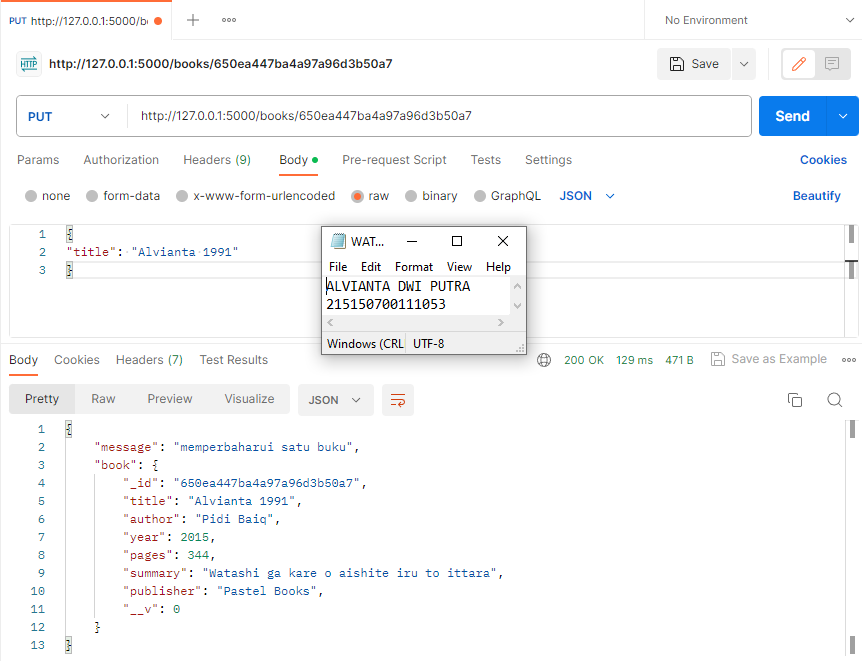 PUT http://127.0.0.1:5000/b
No Environment
HTTP http://127.0.0.1:5000/books/650ea447ba4a97a96d3b50a7
Save
PUT http://127.0.0.1:5000/books/650ea447ba4a97a96d3b50a7
Send
Params Authorization Headers (9) Body Pre-request Script Tests Settings Cookies
none form-data x-www-form-urlencoded raw binary GraphQL JSON Beautify
1 {
2 "title": "Alvianta 1991"
3 }
WAT...
File Edit Format View Help
ALVIANTA DWI PUTRA
215150700111053
Windows (CRL UTF-8
Body Cookies Headers (7) Test Results 200 OK 129 ms 471 B Save as Example
Pretty Raw Preview Visualize JSON
1 {
2 "message": "memperbaharui satu buku",
3 "book": {
4 "_id": "650ea447ba4a97a96d3b50a7",
5 "title": "Alvianta 1991",
6 "author": "Pidi Baiq",
7 "year": 2015,
8 "pages": 344,
9 "summary": "Watashi ga kare o aishite iru to ittara",
10 "publisher": "Pastel Books",
11 "__v": 0
12 }
13 }